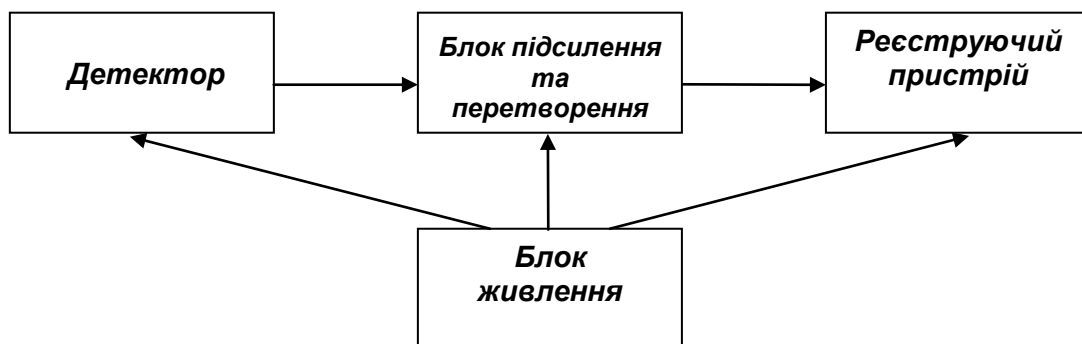 Детектор
Блок підсилення
та
перетворення
Реєструючий
пристрій
Блок
живлення